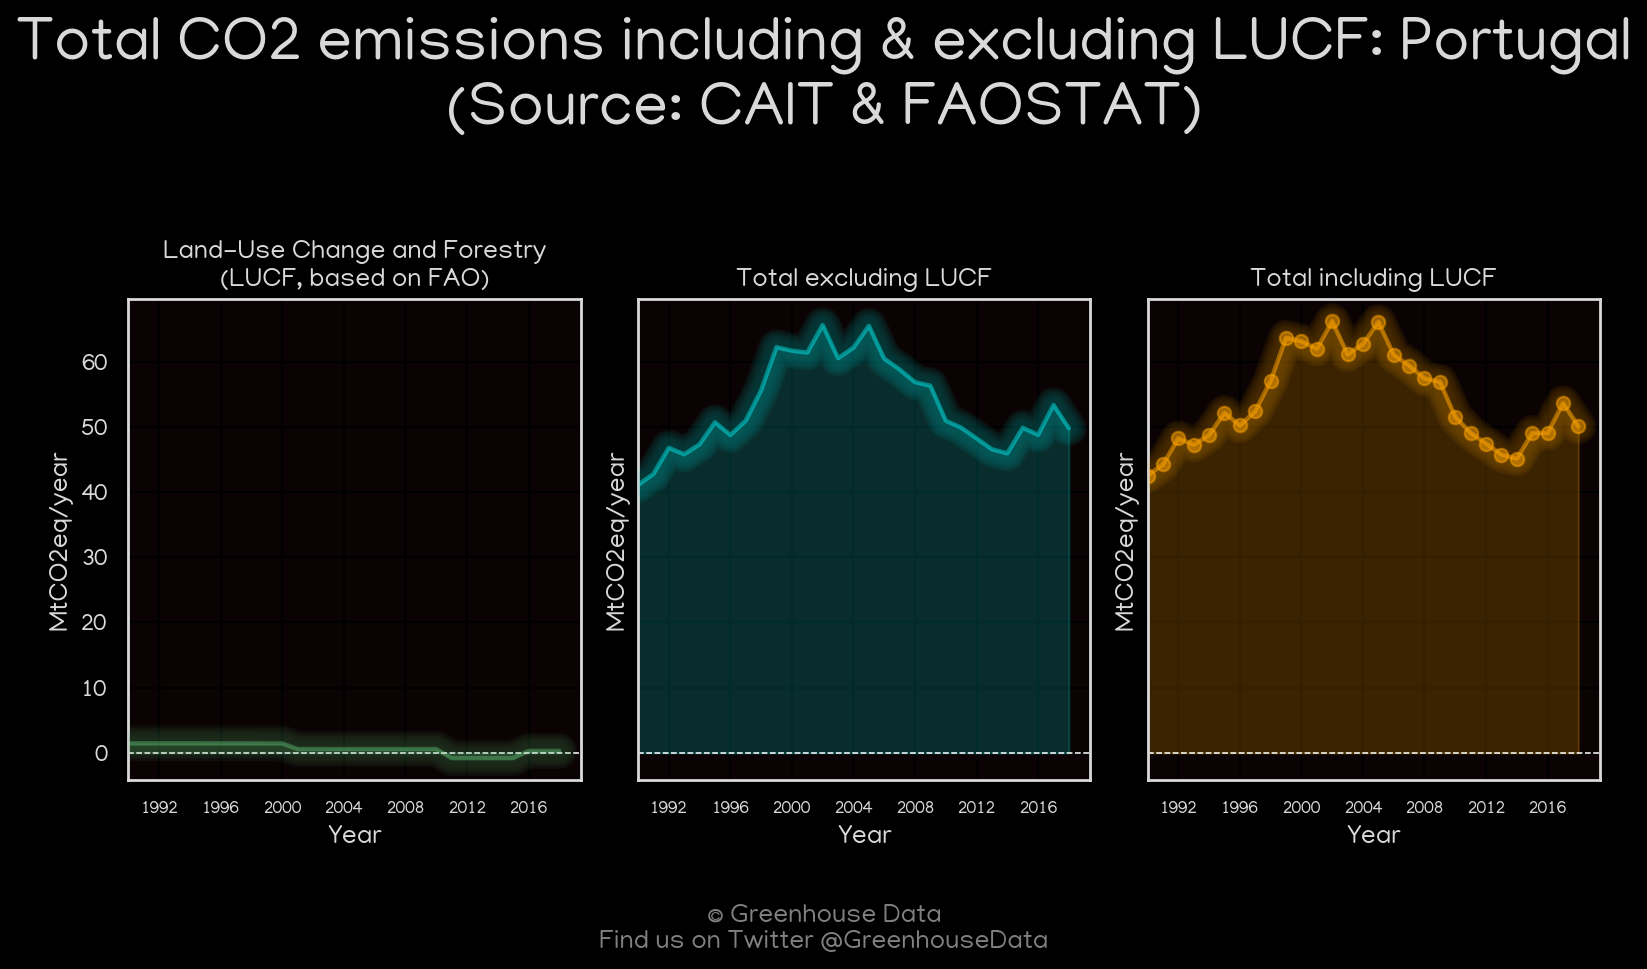 Total CO2 emissions including & excluding LUCF: Portugal
(Source: CAIT & FAOSTAT)
Land-Use Change and Forestry
(LUCF, based on FAO)
Total excluding LUCF
Total including LUCF
60
50
40
30
20
10
0
MtCO2eq/year
MtCO2eq/year
MtCO2eq/year
1992 1996 2000 2004 2008 2012 2016
1992 1996 2000 2004 2008 2012 2016
1992 1996 2000 2004 2008 2012 2016
Year
Year
Year
© Greenhouse Data
Find us on Twitter @GreenhouseData